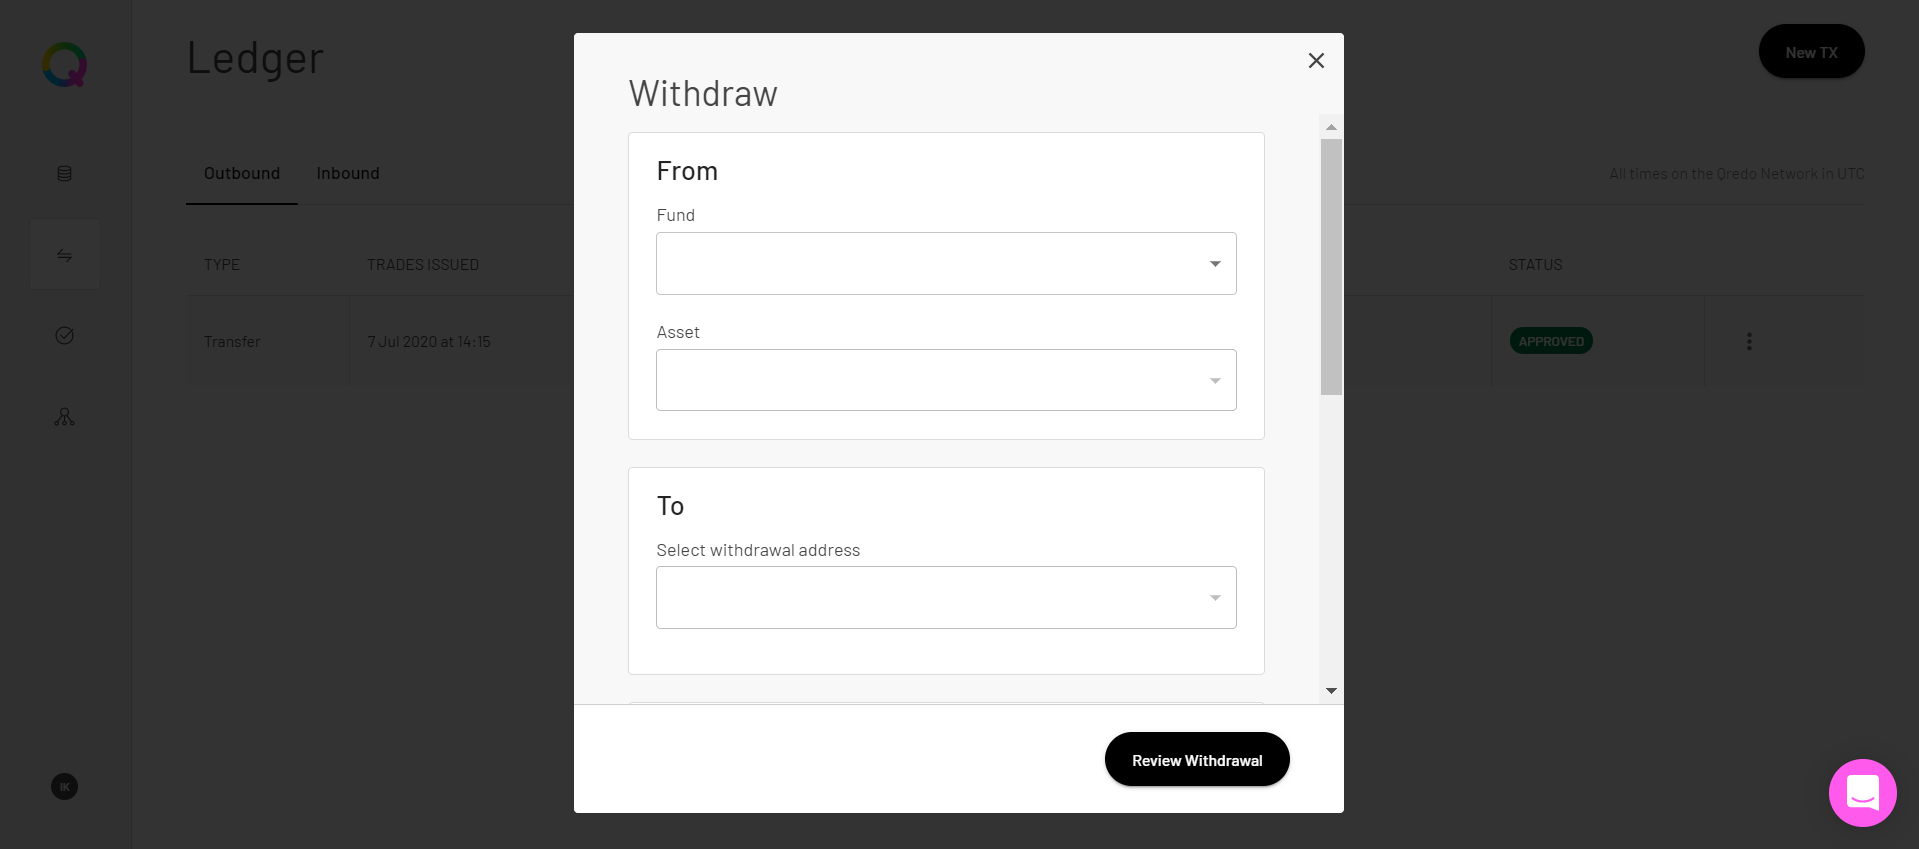 Ledger
New TX
Outbound
Inbound
All times on the Qredo Network in UTC
TYPE
TRADES ISSUED
STATUS
Transfer
7 Jul 2020 at 14:15
APPROVED
IK
Withdraw
From
Fund
Asset
To
Select withdrawal address
Review Withdrawal